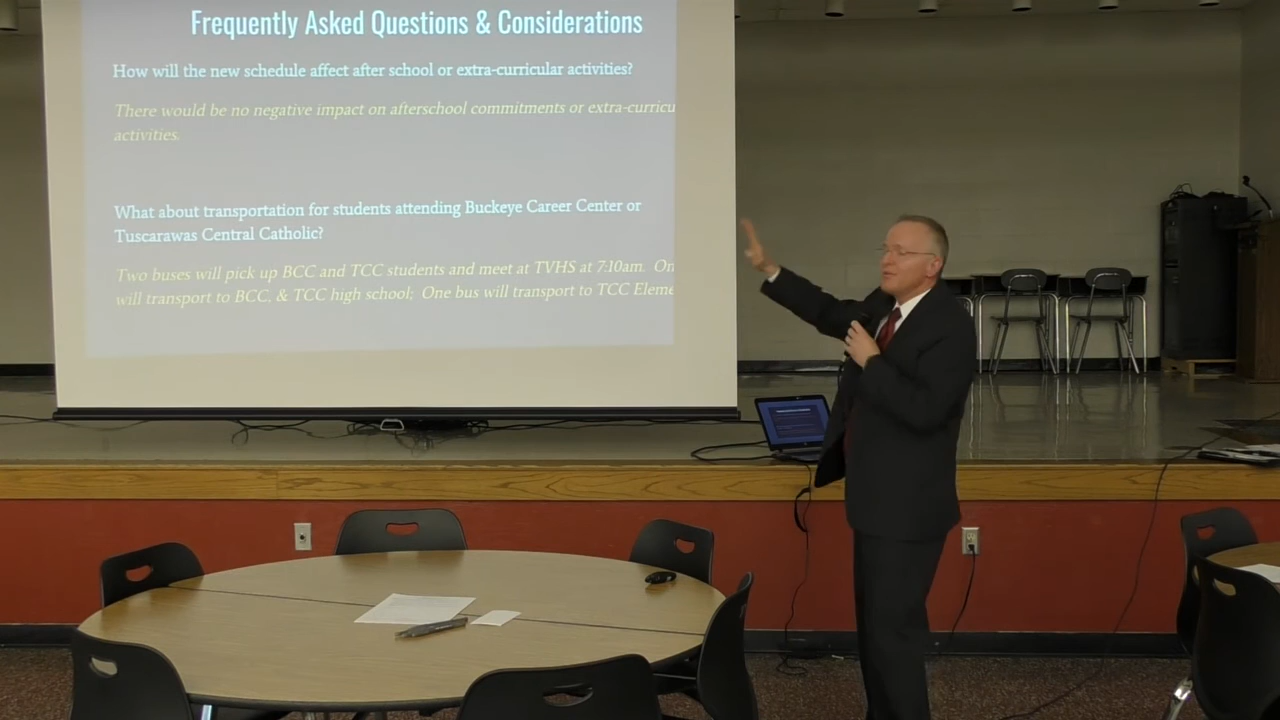 Frequently Asked Questions & Considerations
How will the new schedule affect after school or extra-curricular activities?
There would be no negative impact on afterschool commitments or extra-curricu
activities.
What about transportation for students attending Buckeye Career Center or
Tuscarawas Central Catholic?
Two buses will pick up BCC and TCC students and meet at TVHS at 7:10am. On
will transport to BCC, & TCC high school; One bus will transport to TCC Eleme